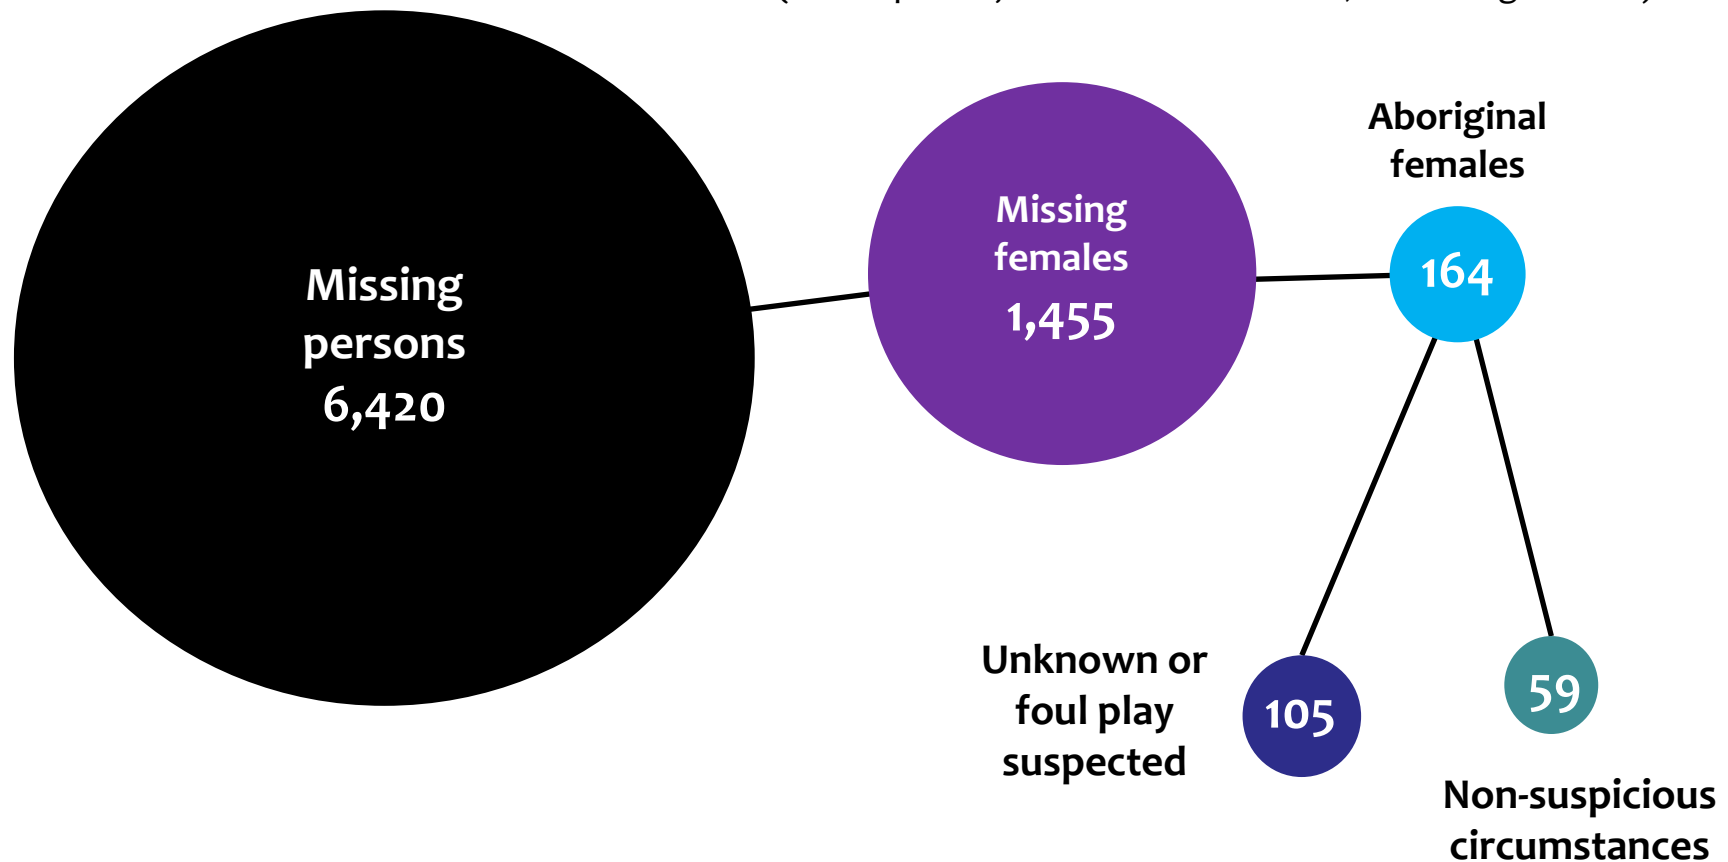 Missing
persons
6,420
Missing
females
1,455
Aboriginal
females
164
Unknown or
foul play
suspected
105
59
Non-suspicious
circumstances